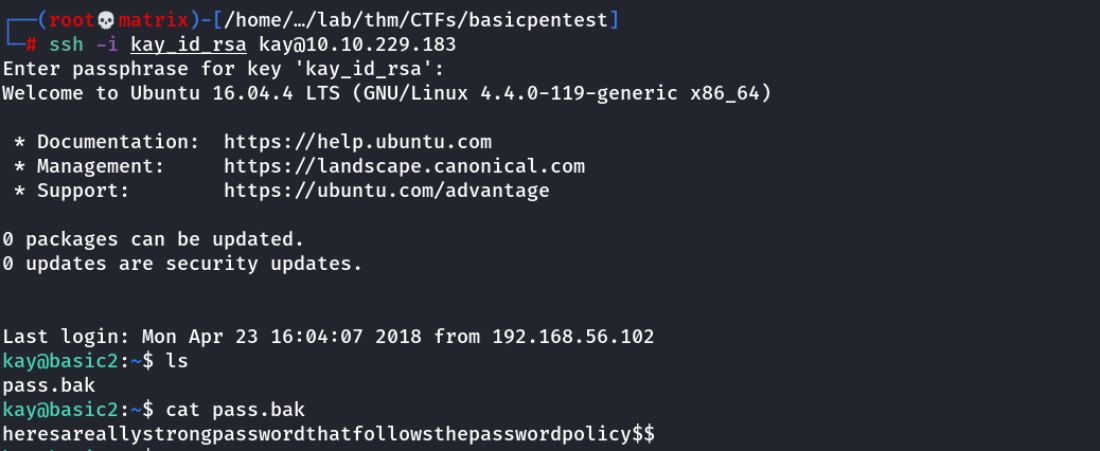 ┌──(root💀matrix)-[/home/…/lab/thm/CTFs/basicpentest]
└─# ssh -i kay_id_rsa kay@10.10.229.183
Enter passphrase for key 'kay_id_rsa':
Welcome to Ubuntu 16.04.4 LTS (GNU/Linux 4.4.0-119-generic x86_64)
* Documentation:  https://help.ubuntu.com
* Management:     https://landscape.canonical.com
* Support:        https://ubuntu.com/advantage
0 packages can be updated.
0 updates are security updates.
Last login: Mon Apr 23 16:04:07 2018 from 192.168.56.102
kay@basic2:~$ ls
pass.bak
kay@basic2:~$ cat pass.bak
heresareallystrongpasswordthatfollowsthepasswordpolicy$$